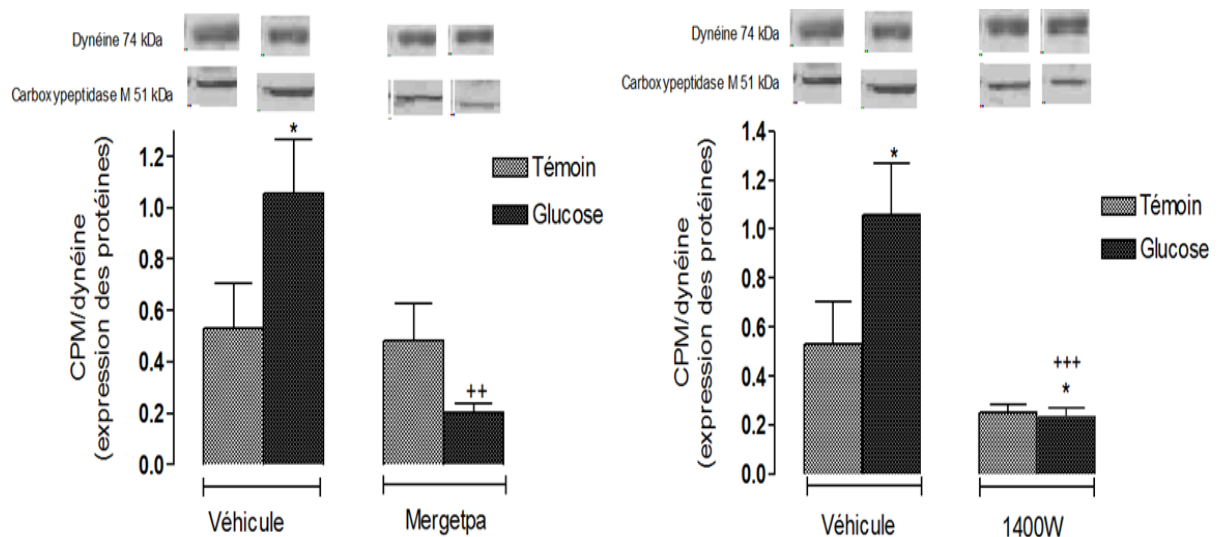 Dynéine 74 kDa
Carboxypeptidase M 51 kDa
*
1.2
1.0
0.8
0.6
0.4
0.2
0.0
CPM/dynéine
(expression des protéines)
++
Témoin
Glucose
Véhicule
Mergetpa
Dynéine 74 kDa
Carboxypeptidase M 51 kDa
1.4
1.2
1.0
0.8
0.6
0.4
0.2
0.0
CPM/dynéine
(expression des protéines)
*
+++
*
Témoin
Glucose
Véhicule
1400W